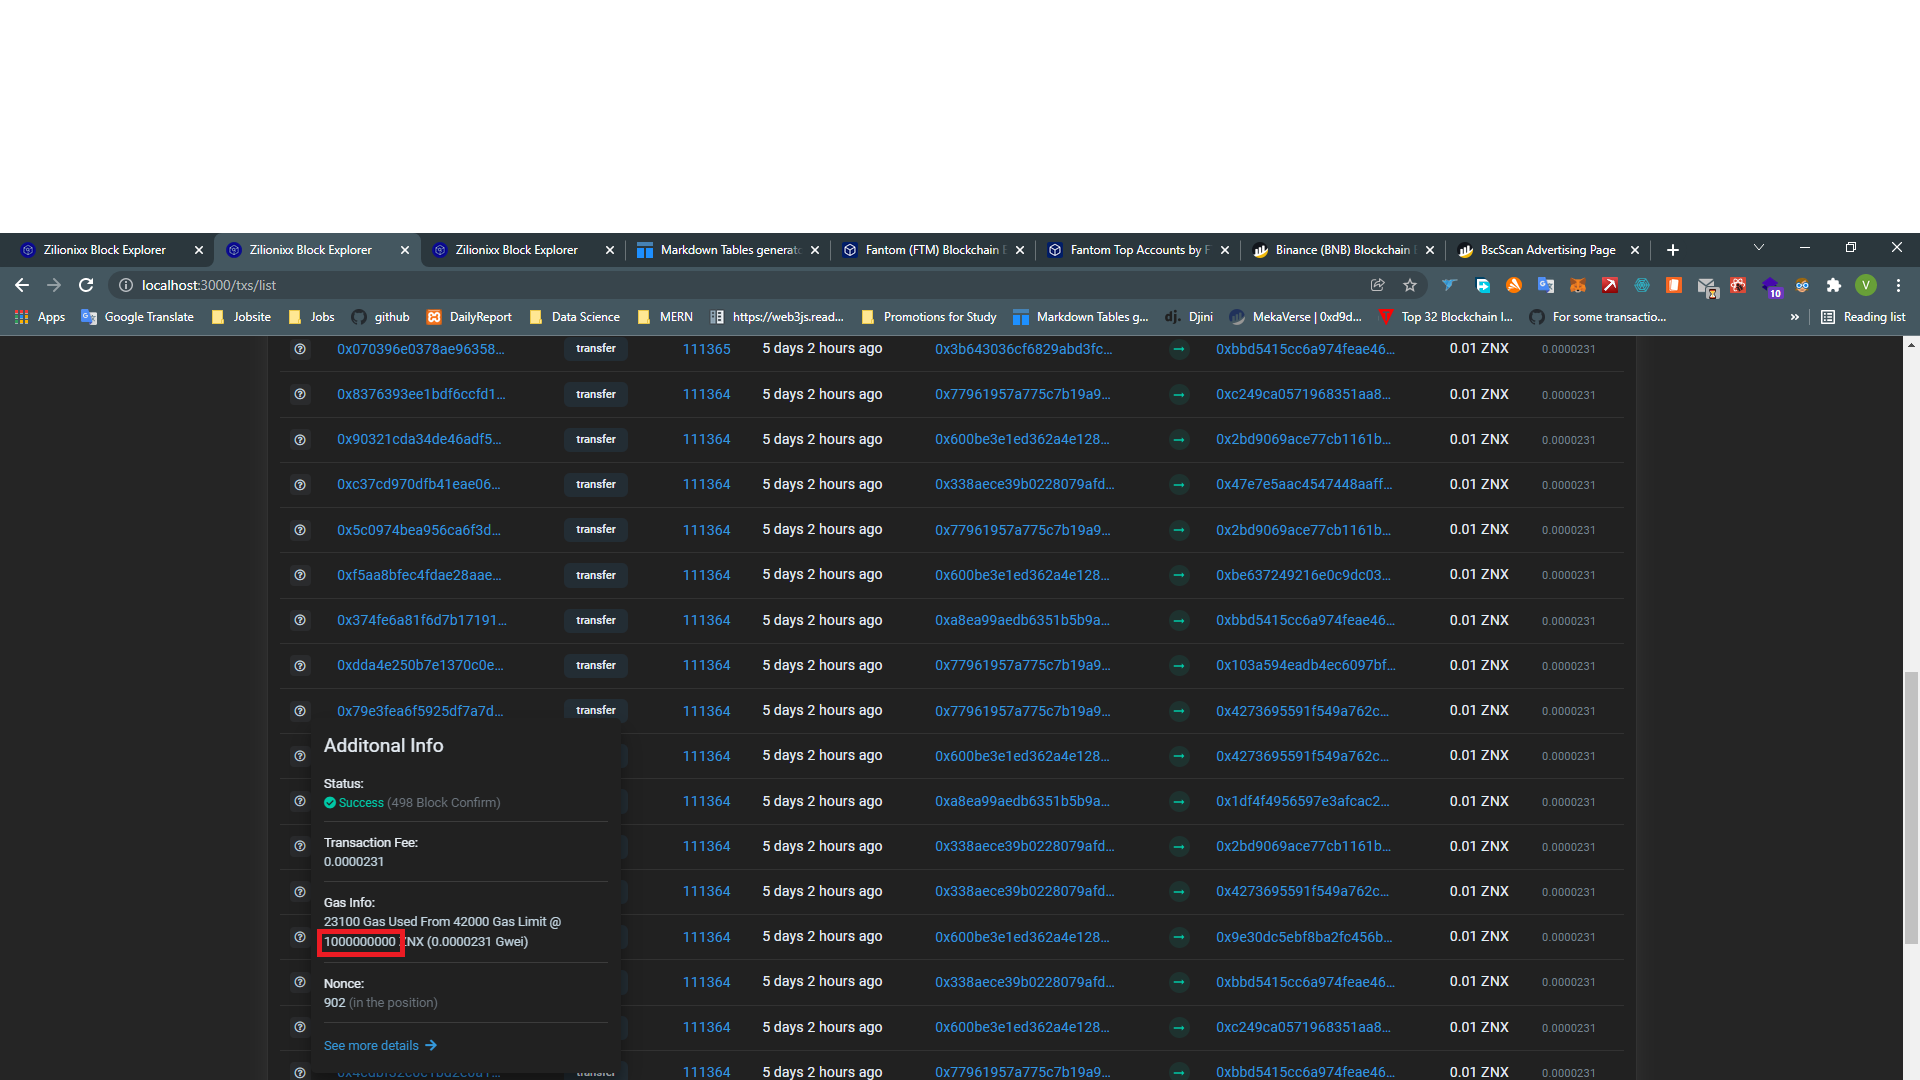 Zilionixx Block Explorer
Zilionixx Block Explorer
Zilionixx Block Explorer
Markdown Tables generato
Fantom (FTM) Blockchain E
Fantom Top Accounts by F
Binance (BNB) Blockchain E
BscScan Advertising Page
localhost:3000/txs/list
10
V
Apps
Google Translate
Jobsite
Jobs
github
DailyReport
Data Science
MERN
https://web3js.read...
Promotions for Study
Markdown Tables g...
dj. Djini
MekaVerse | 0xd9d...
Top 32 Blockchain I...
For some transactio...
»
Reading list
0x070396e0378ae96358... transfer 111365 5 days 2 hours ago 0x3b643036cf6829abd3fc... 0xbbd5415cc6a974feae46... 0.01 ZNX 0.0000231
0x8376393ee1bdf6ccfd1... transfer 111364 5 days 2 hours ago 0x77961957a775c7b19a9... 0xc249ca0571968351aa8... 0.01 ZNX 0.0000231
0x90321cda34de46adf5... transfer 111364 5 days 2 hours ago 0x600be3e1ed362a4e128... 0x2bd9069ace77cb1161b... 0.01 ZNX 0.0000231
0xc37cd970dfb41eae06... transfer 111364 5 days 2 hours ago 0x338aece39b0228079afd... 0x47e7e5aac4547448aaff... 0.01 ZNX 0.0000231
0x5c0974bea956ca6f3d... transfer 111364 5 days 2 hours ago 0x77961957a775c7b19a9... 0x2bd9069ace77cb1161b... 0.01 ZNX 0.0000231
0xf5aa8bfec4fdae28aae... transfer 111364 5 days 2 hours ago 0x600be3e1ed362a4e128... 0xbe637249216e0c9dc03... 0.01 ZNX 0.0000231
0x374fe6a81f6d7b17191... transfer 111364 5 days 2 hours ago 0xa8ea99aedb6351b5b9a... 0xbbd5415cc6a974feae46... 0.01 ZNX 0.0000231
0xdda4e250b7e1370c0e... transfer 111364 5 days 2 hours ago 0x77961957a775c7b19a9... 0x103a594eadb4ec6097bf... 0.01 ZNX 0.0000231
0x79e3fea6f5925df7a7d... transfer 111364 5 days 2 hours ago 0x77961957a775c7b19a9... 0x4273695591f549a762c... 0.01 ZNX 0.0000231
111364 5 days 2 hours ago 0x600be3e1ed362a4e128... 0x4273695591f549a762c... 0.01 ZNX 0.0000231
111364 5 days 2 hours ago 0xa8ea99aedb6351b5b9a... 0x1df4f4956597e3afcac2... 0.01 ZNX 0.0000231
111364 5 days 2 hours ago 0x338aece39b0228079afd... 0x2bd9069ace77cb1161b... 0.01 ZNX 0.0000231
111364 5 days 2 hours ago 0x338aece39b0228079afd... 0x4273695591f549a762c... 0.01 ZNX 0.0000231
111364 5 days 2 hours ago 0x600be3e1ed362a4e128... 0x9e30dc5ebf8ba2fc456b... 0.01 ZNX 0.0000231
111364 5 days 2 hours ago 0x338aece39b0228079afd... 0xbbd5415cc6a974feae46... 0.01 ZNX 0.0000231
111364 5 days 2 hours ago 0x600be3e1ed362a4e128... 0xc249ca0571968351aa8... 0.01 ZNX 0.0000231
transfer 111364 5 days 2 hours ago 0x77961957a775c7b19a9... 0xbbd5415cc6a974feae46... 0.01 ZNX 0.0000231
Additonal Info
Status:
Success (498 Block Confirm)
Transaction Fee:
0.0000231
Gas Info:
23100 Gas Used From 42000 Gas Limit @
1000000000 ZNX (0.0000231 Gwei)
Nonce:
902 (in the position)
See more details